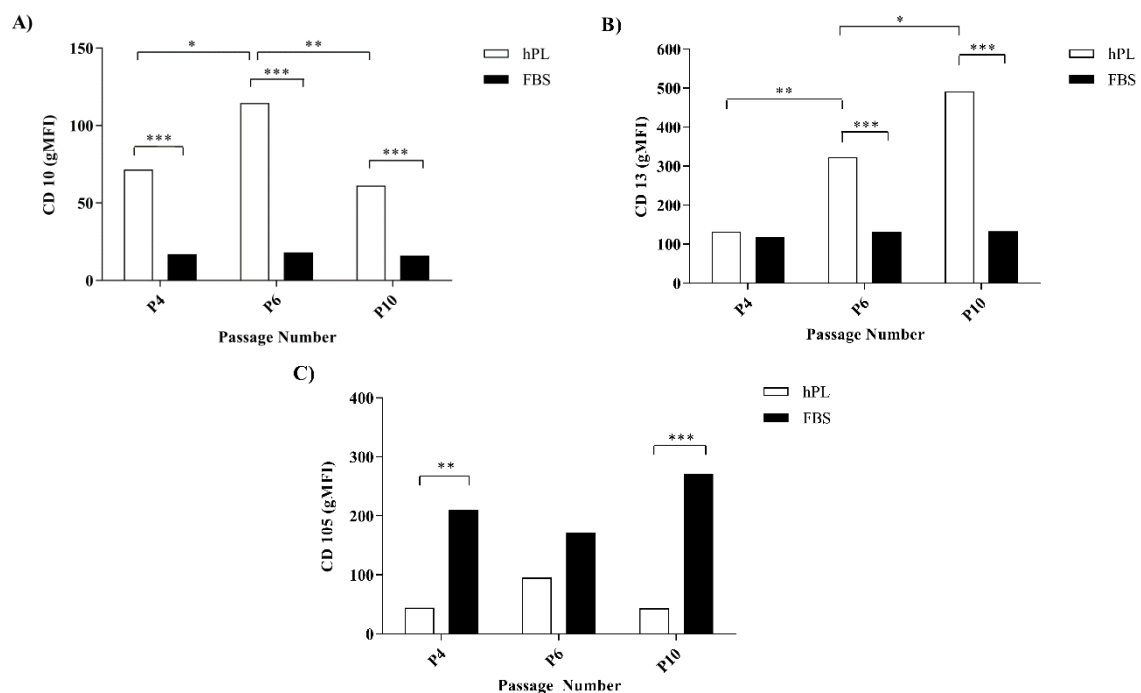 A)
150
100
50
0
CD 10 (gMFI)
*
**
***
***
***
hPL
FBS
P4
P6
P10
Passage Number
B)
600
500
400
300
200
100
0
CD 13 (gMFI)
*
**
***
***
hPL
FBS
P4
P6
P10
Passage Number
C)
400
300
200
100
0
CD 105 (gMFI)
**
***
hPL
FBS
P4
P6
P10
Passage Number